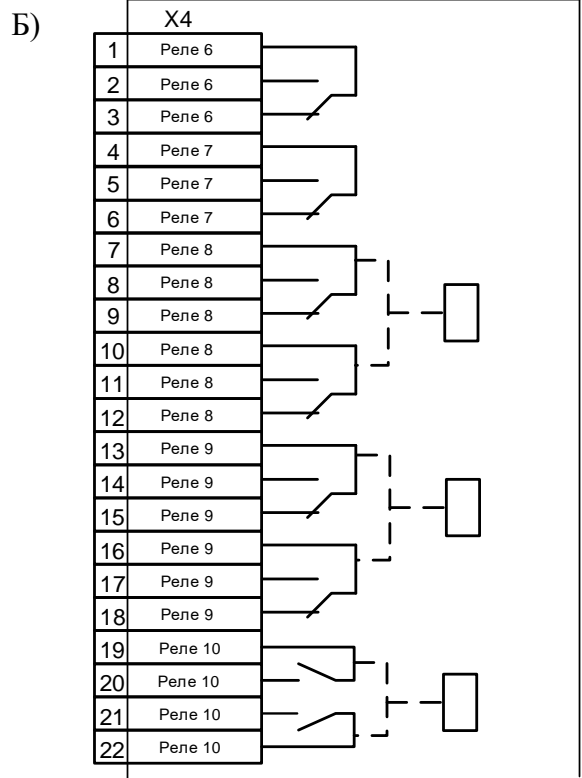 Б)
X4
1 Реле 6
2 Реле 6
3 Реле 6
4 Реле 7
5 Реле 7
6 Реле 7
7 Реле 8
8 Реле 8
9 Реле 8
10 Реле 8
11 Реле 8
12 Реле 8
13 Реле 9
14 Реле 9
15 Реле 9
16 Реле 9
17 Реле 9
18 Реле 9
19 Реле 10
20 Реле 10
21 Реле 10
22 Реле 10